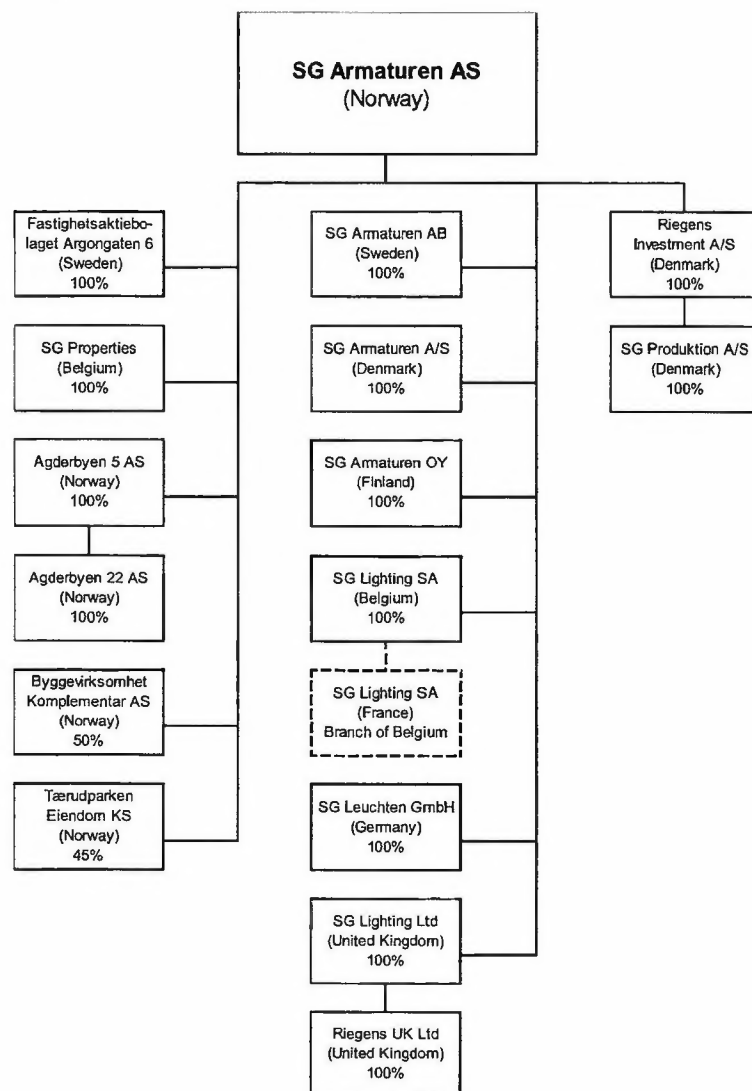 SG Armaturen AS
(Norway)
Fastighetsaktiebo-
laget Argongaten 6
(Sweden)
100%
SG Properties
(Belgium)
100%
Agderbyen 5 AS
(Norway)
100%
Agderbyen 22 AS
(Norway)
100%
Byggevirksomhet
Komplementar AS
(Norway)
50%
Tærudparken
Eiendom KS
(Norway)
45%
SG Armaturen AB
(Sweden)
100%
SG Armaturen A/S
(Denmark)
100%
SG Armaturen OY
(Finland)
100%
SG Lighting SA
(Belgium)
100%
SG Lighting SA
(France)
Branch of Belgium
SG Leuchten GmbH
(Germany)
100%
SG Lighting Ltd
(United Kingdom)
100%
Riegens UK Ltd
(United Kingdom)
100%
Riegens
Investment A/S
(Denmark)
100%
SG Produktion A/S
(Denmark)
100%